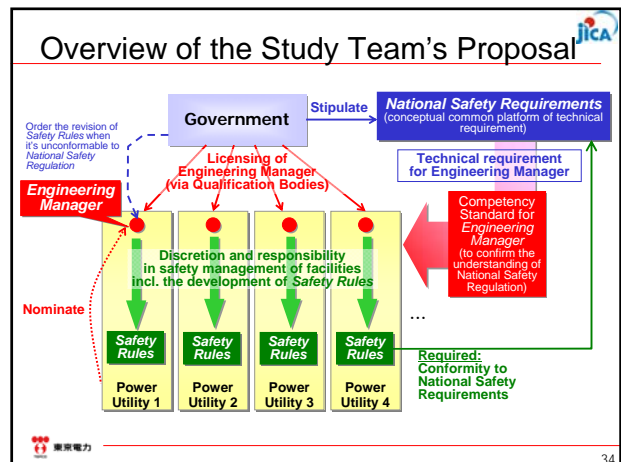 Overview of the Study Team's Proposal
jICA
Government
Stipulate
National Safety Requirements
(conceptual common platform of technical
requirement)
Order the revision of
Safety Rules when
it's unconformable to
National Safety
Regulation
Licensing of
Engineering Manager
(via Qualification Bodies)
Technical requirement
for Engineering Manager
Engineering
Manager
Competency
Standard for
Engineering
Manager
(to confirm the
understanding of
National Safety
Regulation)
Discretion and responsibility
in safety management of facilities
incl. the development of Safety Rules
Nominate
...
Safety
Rules
Safety
Rules
Safety
Rules
Safety
Rules
Required:
Conformity to
National Safety
Requirements
Power
Utility 1
Power
Utility 2
Power
Utility 3
Power
Utility 4
東京電力
34